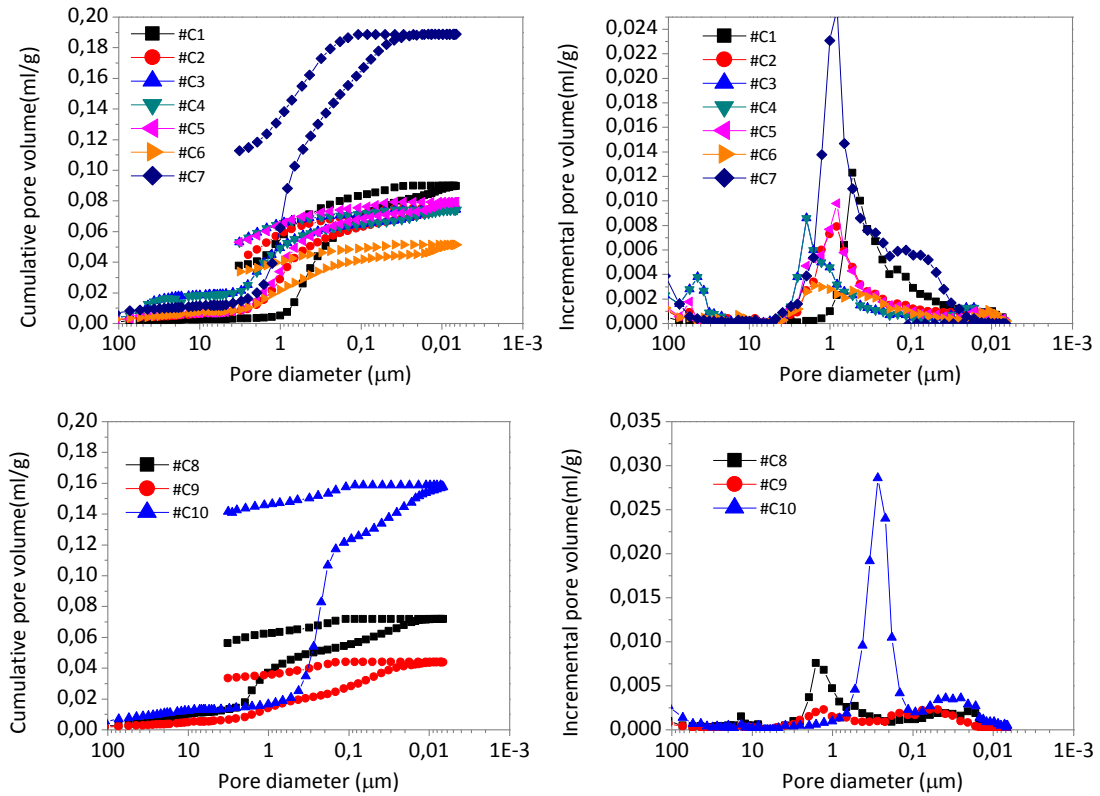 Cumulative pore volume(ml/g)
0,20
0,18
0,16
0,14
0,12
0,10
0,08
0,06
0,04
0,02
0,00
#C1
#C2
#C3
#C4
#C5
#C6
#C7
100 10 1 0,1 0,01 1E-3
Pore diameter (μm)
Incremental pore volume(ml/g)
0,024
0,022
0,020
0,018
0,016
0,014
0,012
0,010
0,008
0,006
0,004
0,002
0,000
#C1
#C2
#C3
#C4
#C5
#C6
#C7
100 10 1 0,1 0,01 1E-3
Pore diameter (μm)
Cumulative pore volume(ml/g)
0,20
0,18
0,16
0,14
0,12
0,10
0,08
0,06
0,04
0,02
0,00
#C8
#C9
#C10
100 10 1 0,1 0,01 1E-3
Pore diameter (μm)
Incremental pore volume(ml/g)
0,035
0,030
0,025
0,020
0,015
0,010
0,005
0,000
#C8
#C9
#C10
100 10 1 0,1 0,01 1E-3
Pore diameter (μm)